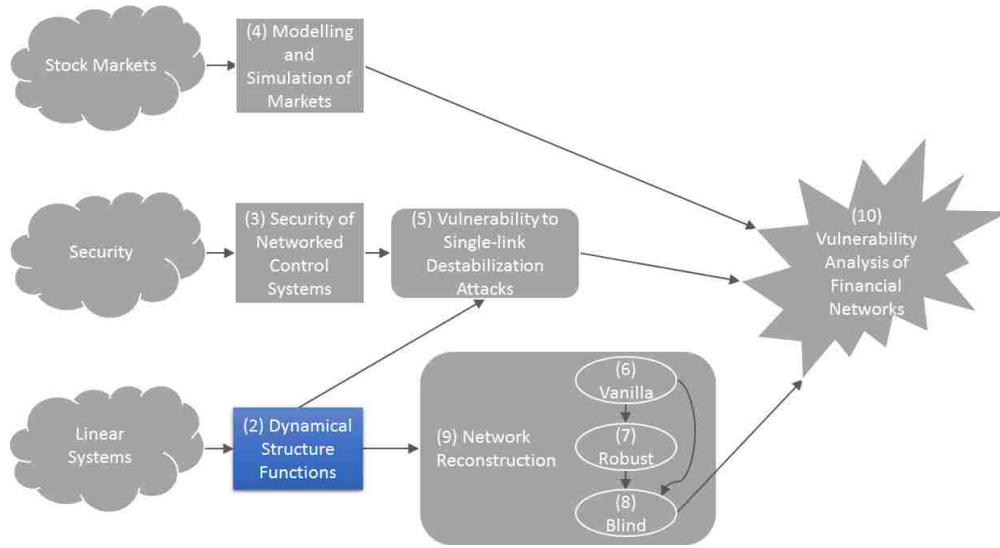 Stock Markets
(4) Modelling
and
Simulation of
Markets
Security
(3) Security of
Networked
Control
Systems
(5) Vulnerability to
Single-link
Destabilization
Attacks
(10)
Vulnerability
Analysis of
Financial
Networks
Linear
Systems
(2) Dynamical
Structure
Functions
(9) Network
Reconstruction
(6)
Vanilla
(7)
Robust
(8)
Blind